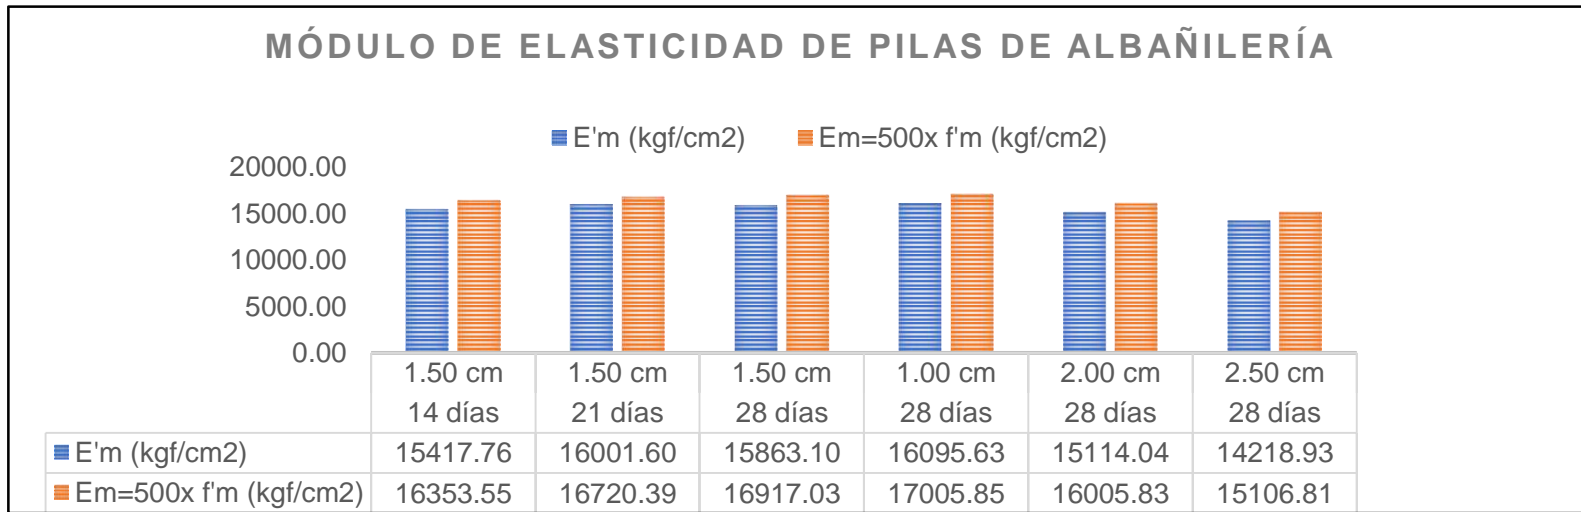 MÓDULO DE ELASTICIDAD DE PILAS DE ALBAÑILERÍA
E'm (kgf/cm2) Em=500x f'm (kgf/cm2)
20000.00
15000.00
10000.00
5000.00
0.00
1.50 cm 1.50 cm 1.50 cm 1.00 cm 2.00 cm 2.50 cm
14 días 21 días 28 días 28 días 28 días 28 días
E'm (kgf/cm2) 15417.76 16001.60 15863.10 16095.63 15114.04 14218.93
Em=500x f'm (kgf/cm2) 16353.55 16720.39 16917.03 17005.85 16005.83 15106.81